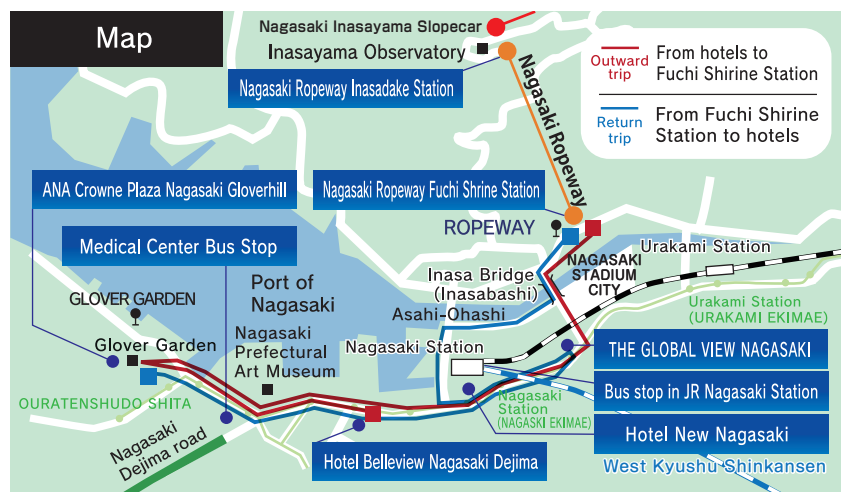 Map
Nagasaki Inasayama Slopecar
Inasayama Observatory
Nagasaki Ropeway Inasadake Station
Nagasaki Ropeway
Outward
trip
From hotels to
Fuchi Shirine Station
Return
trip
From Fuchi Shirine
Station to hotels
ANA Crowne Plaza Nagasaki Gloverhill
Nagasaki Ropeway Fuchi Shrine Station
Medical Center Bus Stop
ROPEWAY
Urakami Station
NAGASAKI
STADIUM
CITY
Inasa Bridge
(Inasabashi)
Asahi-Ohashi
Port of
Nagasaki
GLOVER GARDEN
Urakami Station
(URAKAMI EKIMAE)
Glover Garden
Nagasaki
Prefectural
Art Museum
Nagasaki Station
THE GLOBAL VIEW NAGASAKI
Bus stop in JR Nagasaki Station
OURATENSHUDO SHITA
Nagasaki
Station
(NAGASKI EKIMAE)
Hotel New Nagasaki
Nagasaki
Dejima road
Hotel Belleview Nagasaki Dejima
West Kyushu Shinkansen